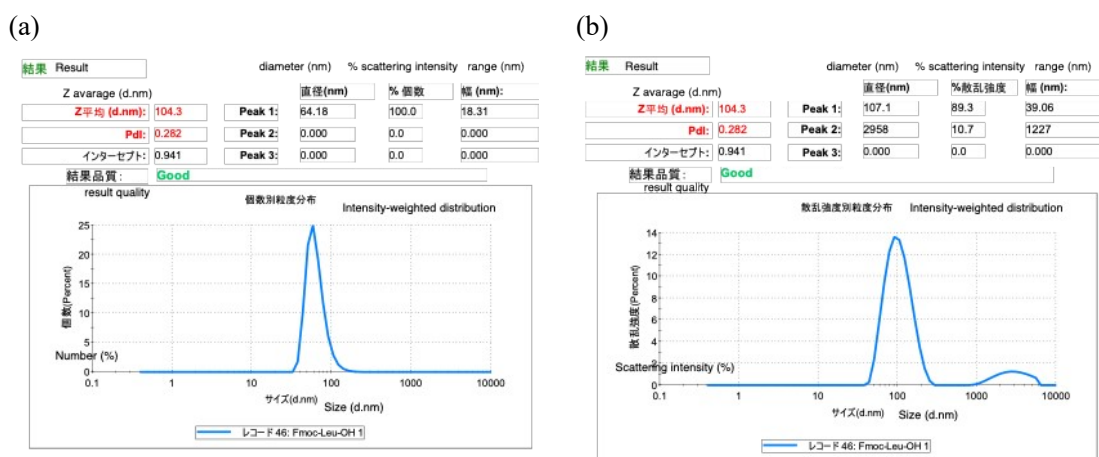 (a)
結果 Result
diameter (nm) % scattering intensity range (nm)
Z avarage (d.nm)
直径(nm) % 個数 幅 (nm):
Z平均 (d.nm): 104.3 Peak 1: 64.18 100.0 18.31
PdI: 0.282 Peak 2: 0.000 0.0 0.000
インターセプト: 0.941 Peak 3: 0.000 0.0 0.000
結果品質: Good
result quality
個数別粒度分布
Intensity-weighted distribution
25
20
15
10
5
0
個数(Percent)
Number (%)
0.1 1 10 100 1000 10000
サイズ(d.nm)
Size (d.nm)
レコード 46: Fmoc-Leu-OH 1
(b)
結果 Result
diameter (nm) % scattering intensity range (nm)
Z avarage (d.nm)
直径(nm) %散乱強度 幅 (nm):
Z平均 (d.nm): 104.3 Peak 1: 107.1 89.3 39.06
PdI: 0.282 Peak 2: 2958 10.7 1227
インターセプト: 0.941 Peak 3: 0.000 0.0 0.000
結果品質: Good
result quality
散乱強度別粒度分布
Intensity-weighted distribution
14
12
10
8
6
4
2
0
散乱強度(Percent)
Scattering intensity (%)
0.1 1 10 100 1000 10000
サイズ(d.nm)
Size (d.nm)
レコード 46: Fmoc-Leu-OH 1